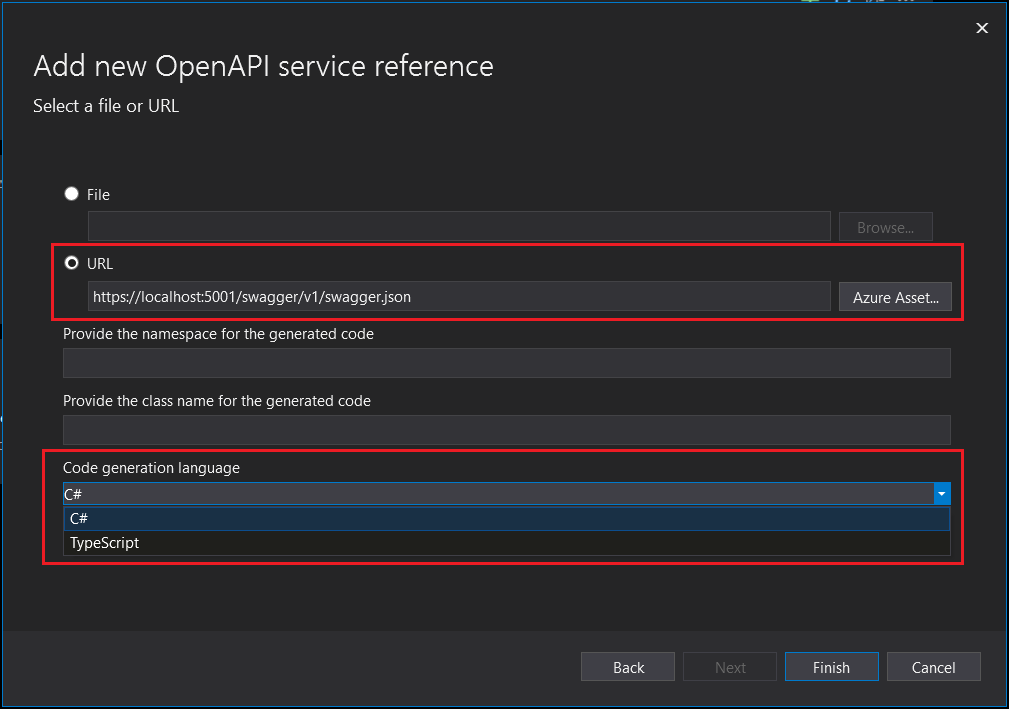 Add new OpenAPI service reference
Select a file or URL
File
Browse...
URL
https://localhost:5001/swagger/v1/swagger.json
Azure Asset...
Provide the namespace for the generated code
Provide the class name for the generated code
Code generation language
C#
C#
TypeScript
Back
Next
Finish
Cancel